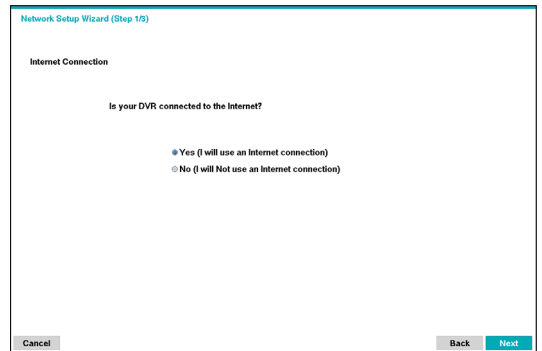 Network Setup Wizard (Step 1/3)
Internet Connection
Is your DVR connected to the Internet?
Yes (I will use an Internet connection)
No (I will Not use an Internet connection)
Cancel Back Next